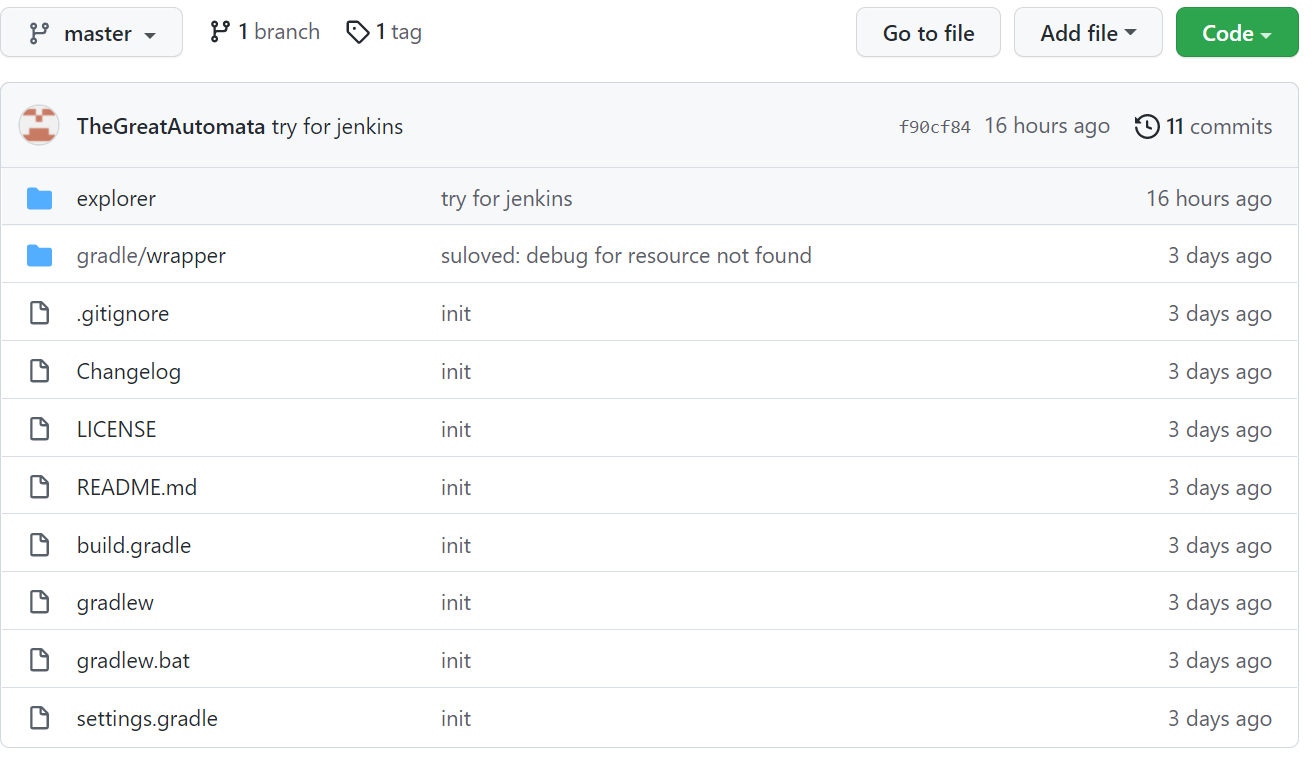 master 1 branch 1 tag Go to file Add file Code
TheGreatAutomata try for jenkins f90cf84 16 hours ago 11 commits
explorer try for jenkins 16 hours ago
gradle/wrapper suloved: debug for resource not found 3 days ago
.gitignore init 3 days ago
Changelog init 3 days ago
LICENSE init 3 days ago
README.md init 3 days ago
build.gradle init 3 days ago
gradlew init 3 days ago
gradlew.bat init 3 days ago
settings.gradle init 3 days ago